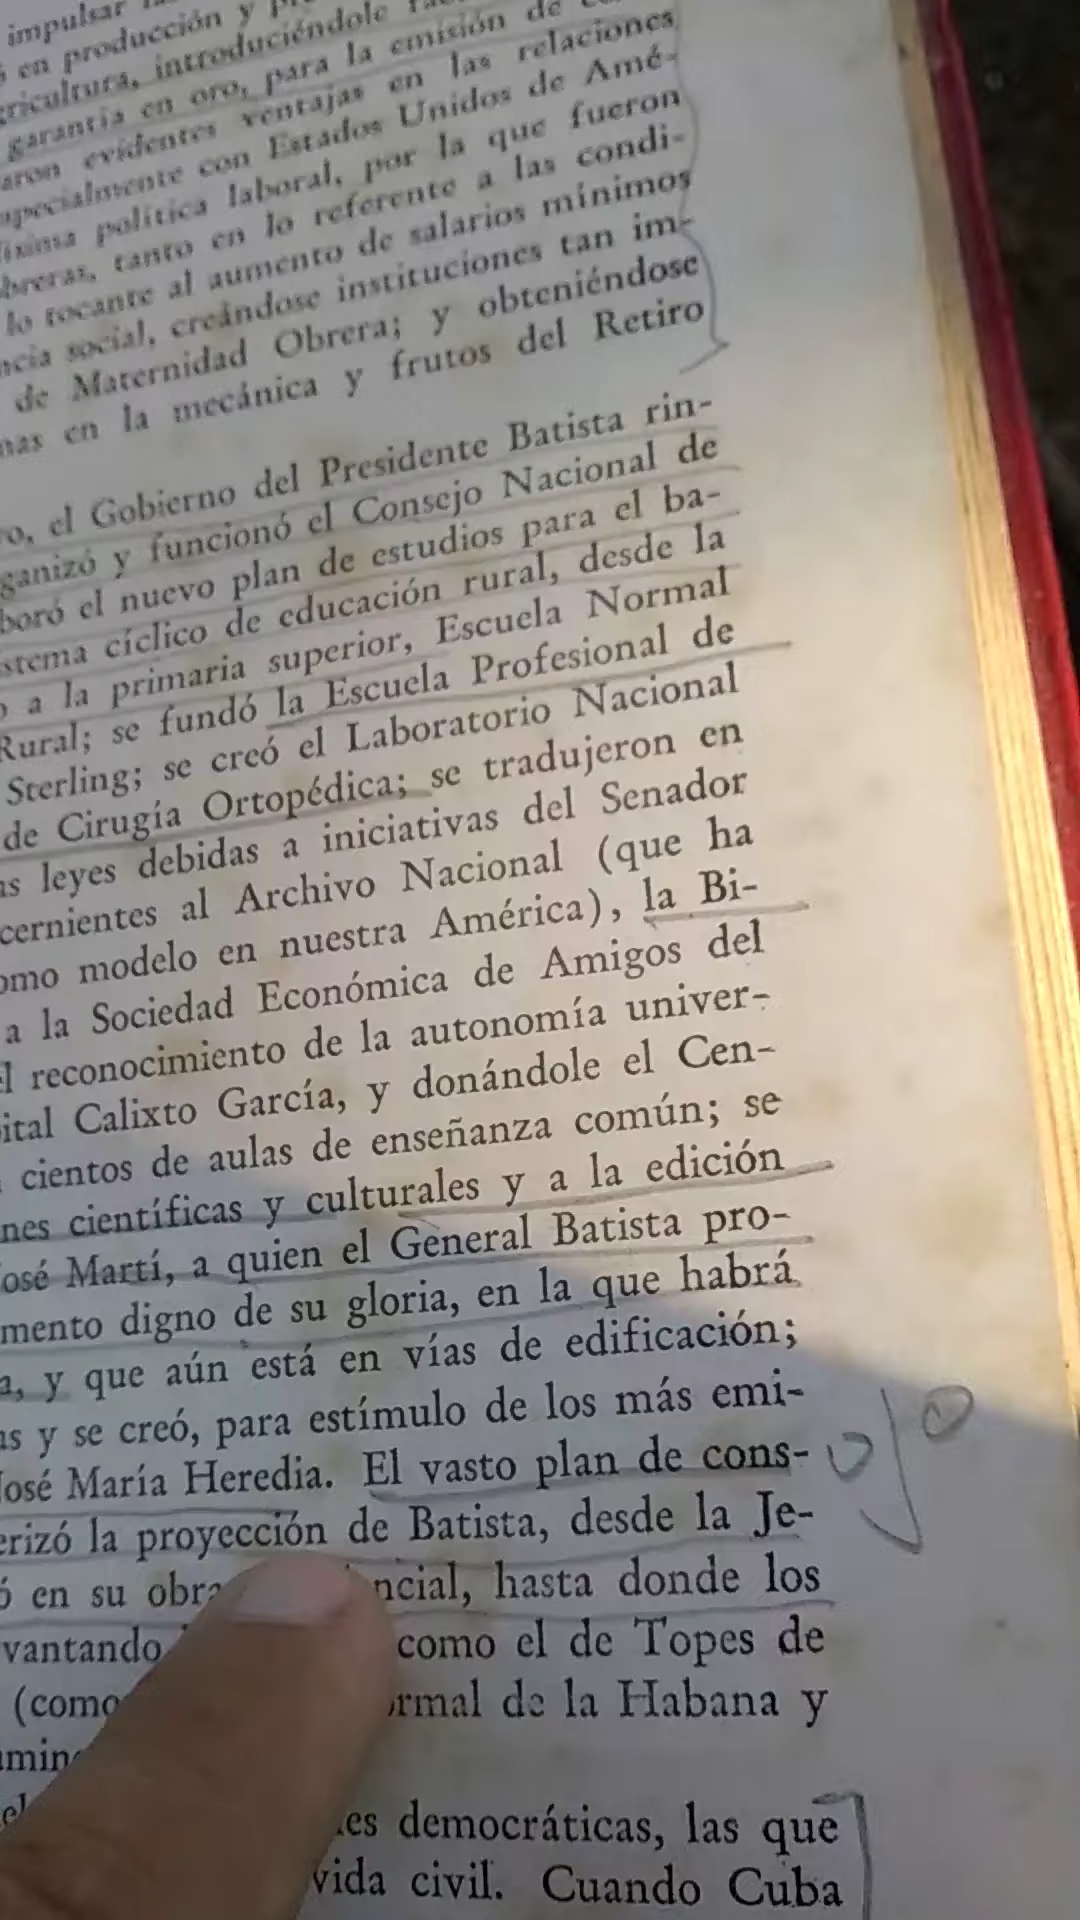 impulsar
en producción y
introduciéndole
garantía en oro, para la emisión de
evidentes ventajas en las relaciones
especialmente con Estados Unidos de Amé-
política laboral, por la que fueron
tanto en lo referente a las condi-
lo tocante al aumento de salarios mínimos
social, creándose instituciones tan im-
de Maternidad Obrera; y obteniéndose
en la mecánica y frutos del Retiro
el Gobierno del Presidente Batista rin-
ganizó y funcionó el Consejo Nacional de
boró el nuevo plan de estudios para el ba-
stema cíclico de educación rural, desde la
a la primaria superior, Escuela Normal
Rural; se fundó la Escuela Profesional de
Sterling; se creó el Laboratorio Nacional
de Cirugía Ortopédica; se tradujeron en
leyes debidas a iniciativas del Senador
cernientes al Archivo Nacional (que ha
omo modelo en nuestra América), la Bi-
a la Sociedad Económica de Amigos del
reconocimiento de la autonomía univer-
ital Calixto García, y donándole el Cen-
cientos de aulas de enseñanza común; se
nes científicas y culturales y a la edición
José Martí, a quien el General Batista pro-
mento digno de su gloria, en la que habrá
a, y que aún está en vías de edificación;
as y se creó, para estímulo de los más emi-
José María Heredia. El vasto plan de cons-
ojo
erizó la proyección de Batista, desde la Je-
ó en su obra ncial, hasta donde los
vantando como el de Topes de
(como ormal de la Habana y
el
es democráticas, las que
vida civil. Cuando Cuba